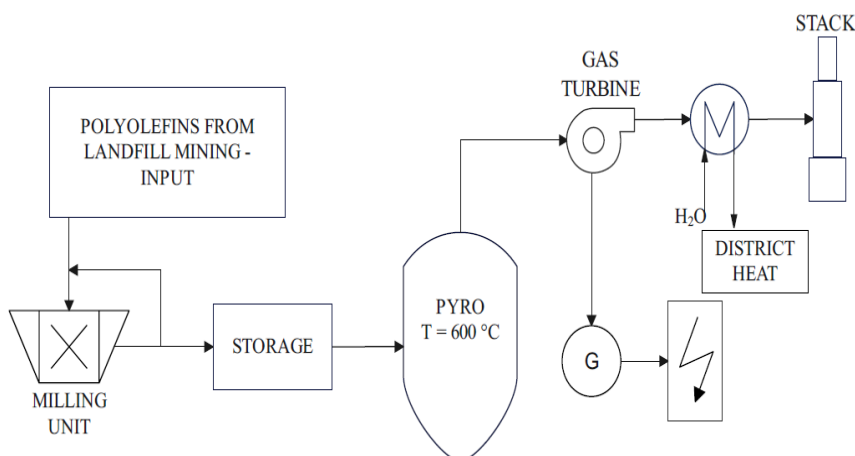 STACK
GAS
TURBINE
POLYOLEFINS FROM
LANDFILL MINING -
INPUT
H₂O
DISTRICT
HEAT
PYRO
T = 600 °C
STORAGE
G
MILLING
UNIT